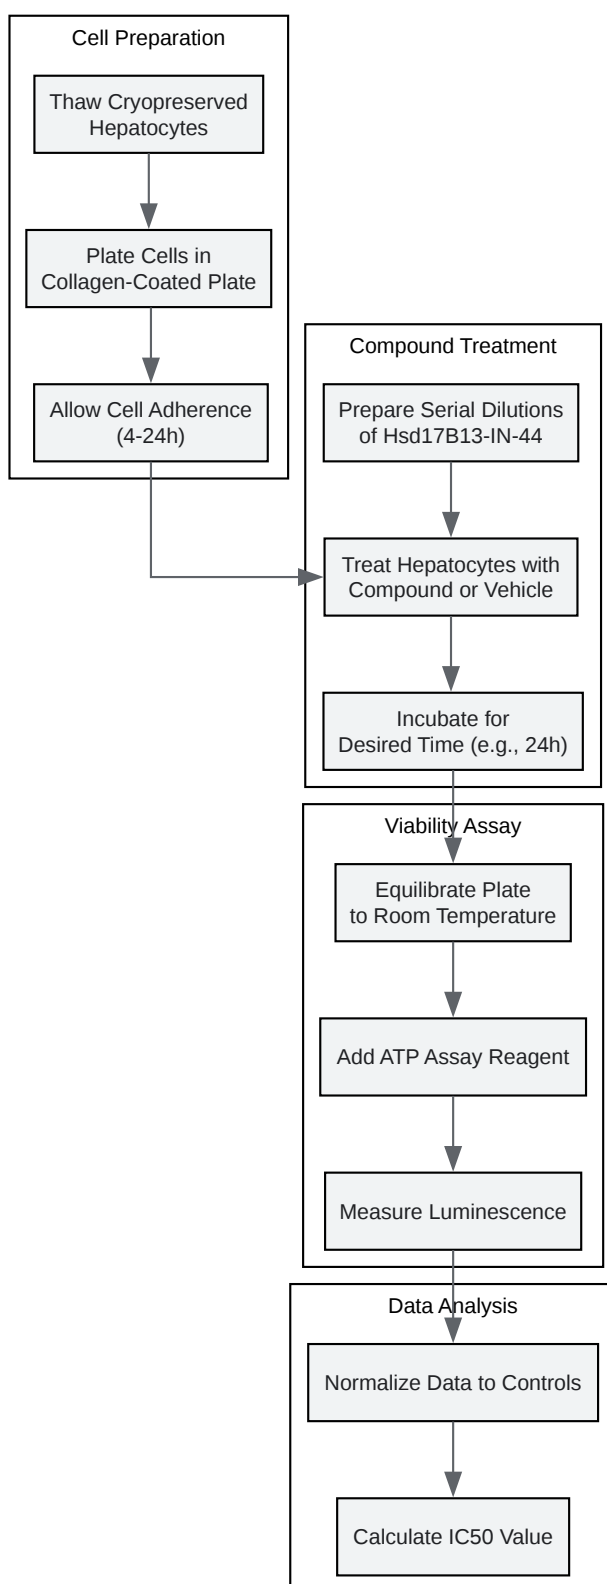 Cell Preparation
Thaw Cryopreserved
Hepatocytes
Plate Cells in
Collagen-Coated Plate
Allow Cell Adherence
(4-24h)
Compound Treatment
Prepare Serial Dilutions
of Hsd17B13-IN-44
Treat Hepatocytes with
Compound or Vehicle
Incubate for
Desired Time (e.g., 24h)
Viability Assay
Equilibrate Plate
to Room Temperature
Add ATP Assay Reagent
Measure Luminescence
Data Analysis
Normalize Data to Controls
Calculate IC50 Value